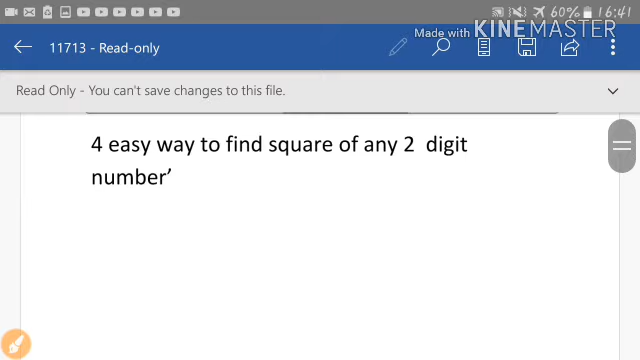 60% 16:41
Made with KINEMASTER
11713 - Read-only
Read Only - You can't save changes to this file.
4 easy way to find square of any 2 digit
number’